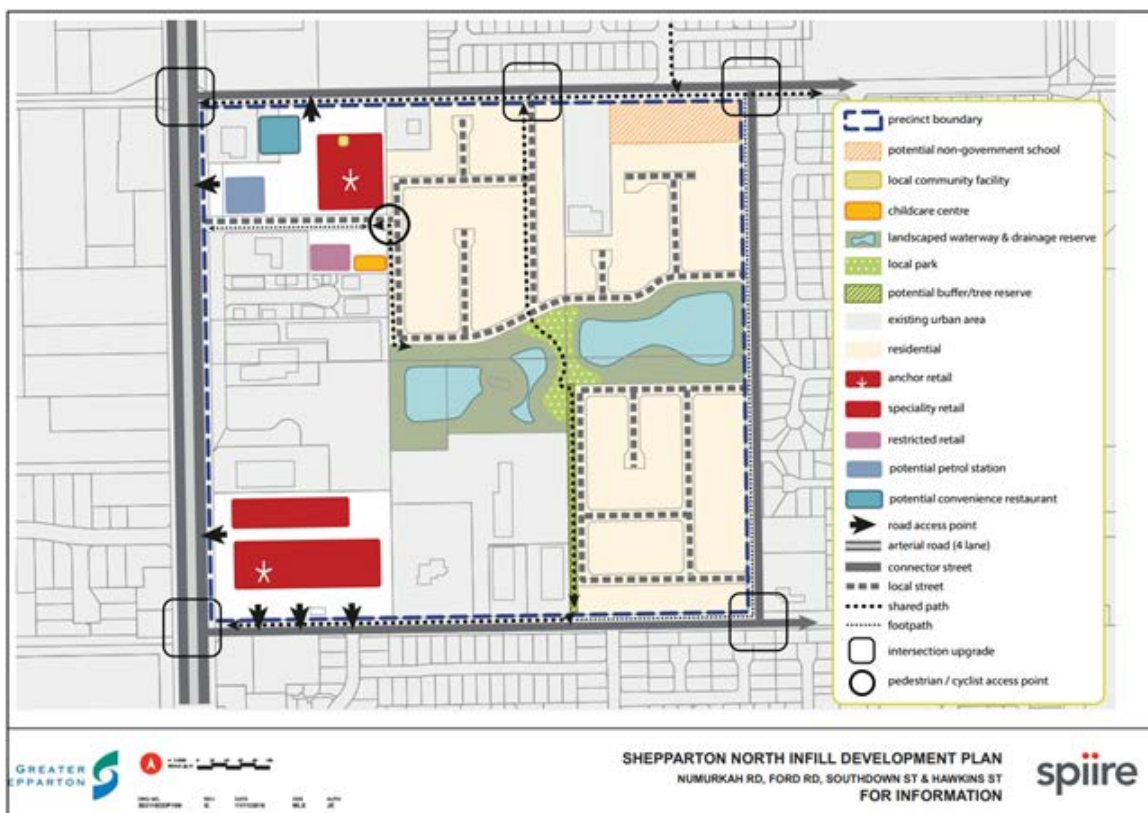 precinct boundary
potential non-government school
local community facility
childcare centre
landscaped waterway & drainage reserve
local park
potential buffer/tree reserve
existing urban area
residential
anchor retail
speciality retail
restricted retail
potential petrol station
potential convenience restaurant
road access point
arterial road (4 lane)
connector street
local street
shared path
footpath
intersection upgrade
pedestrian / cyclist access point
GREATER
EPPARTON
SHEPPARTON NORTH INFILL DEVELOPMENT PLAN
NUMURKAH RD, FORD RD, SOUTHDOWN ST & HAWKINS ST
FOR INFORMATION
spiire